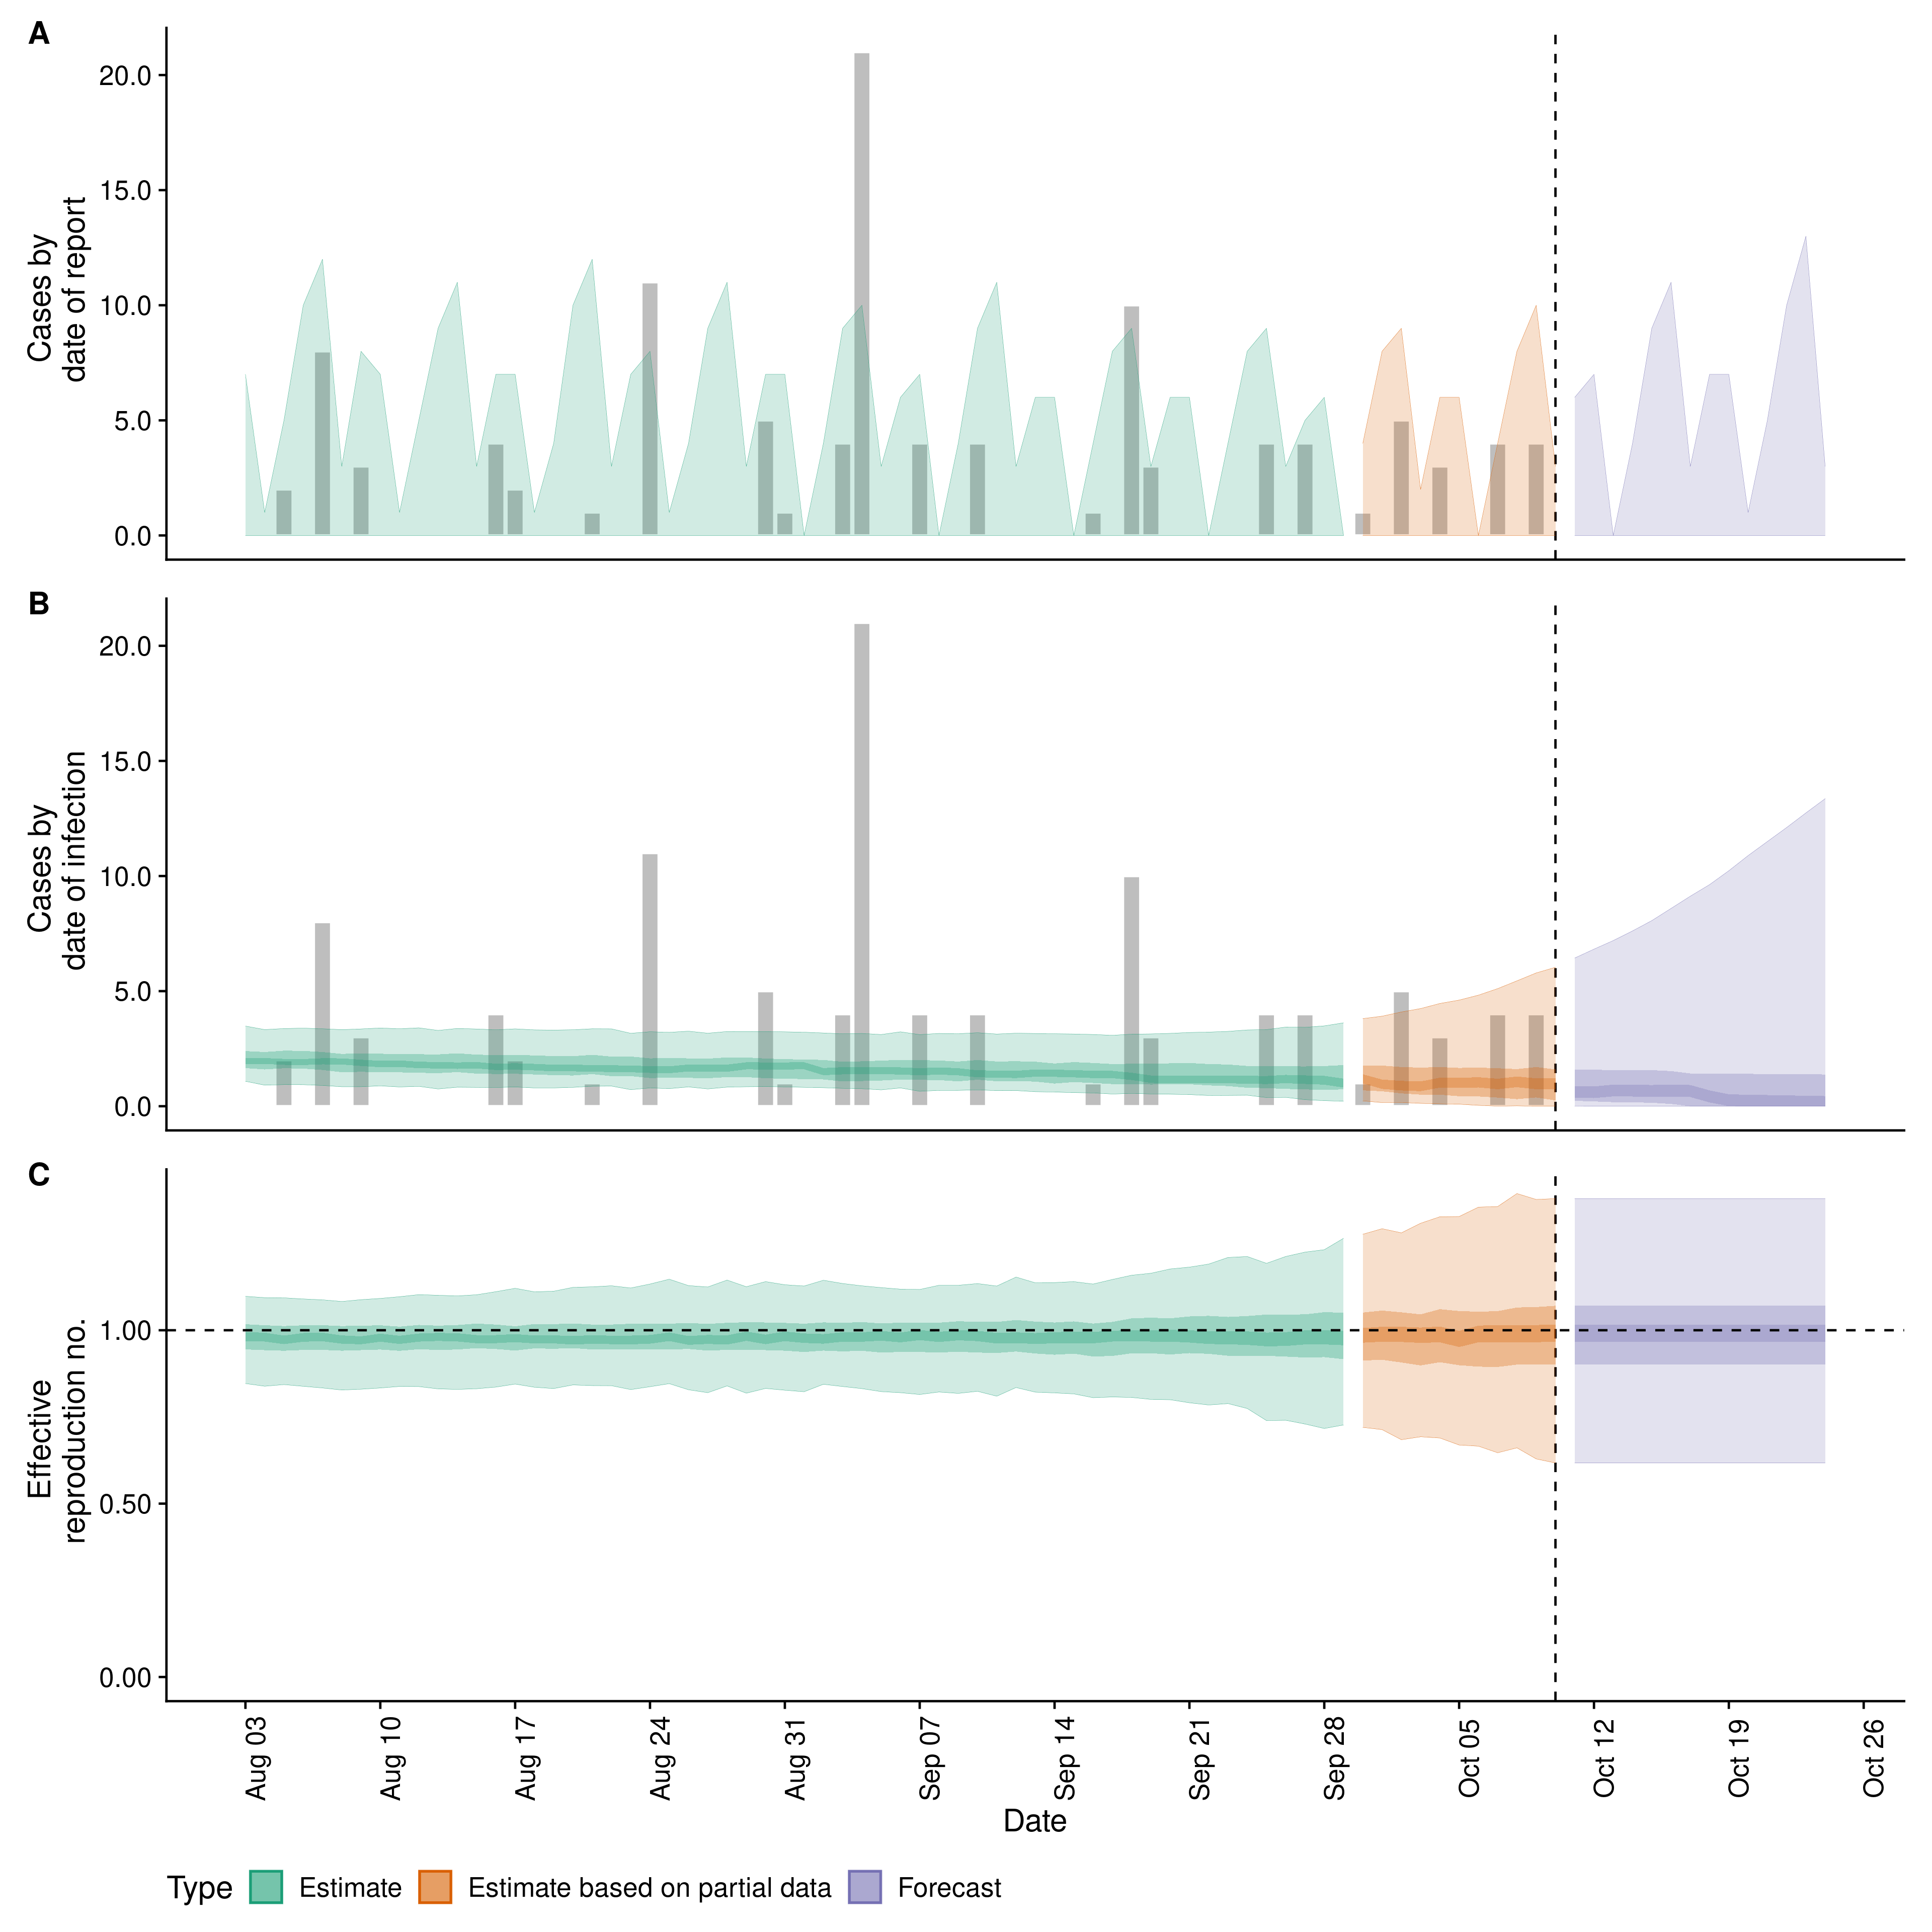 A
20.0
15.0
10.0
5.0
0.0
Cases by
date of report
B
20.0
15.0
10.0
5.0
0.0
Cases by
date of infection
C
1.00
0.50
0.00
Effective
reproduction no.
Aug 03
Aug 10
Aug 17
Aug 24
Aug 31
Sep 07
Sep 14
Sep 21
Sep 28
Oct 05
Oct 12
Oct 19
Oct 26
Date
Type Estimate Estimate based on partial data Forecast